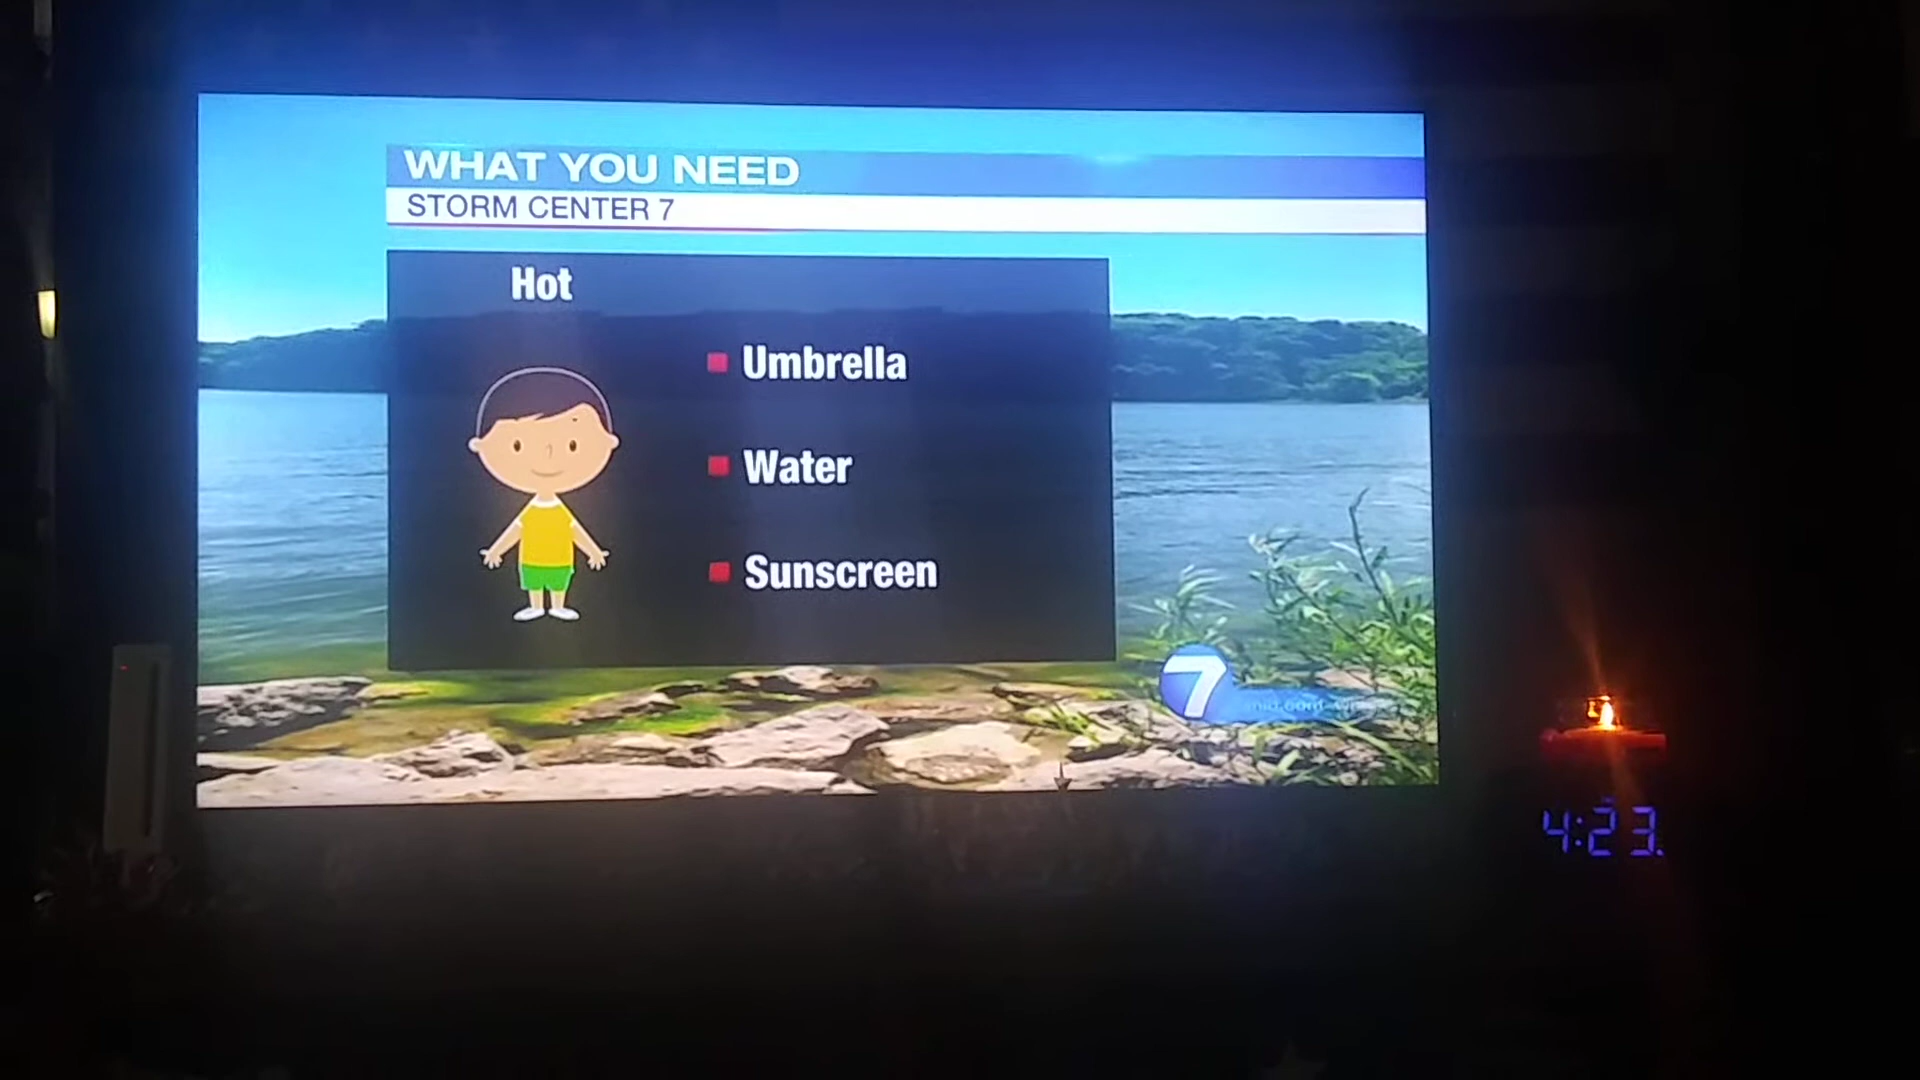 WHAT YOU NEED
STORM CENTER 7
Hot
Umbrella
Water
Sunscreen
7
4:23